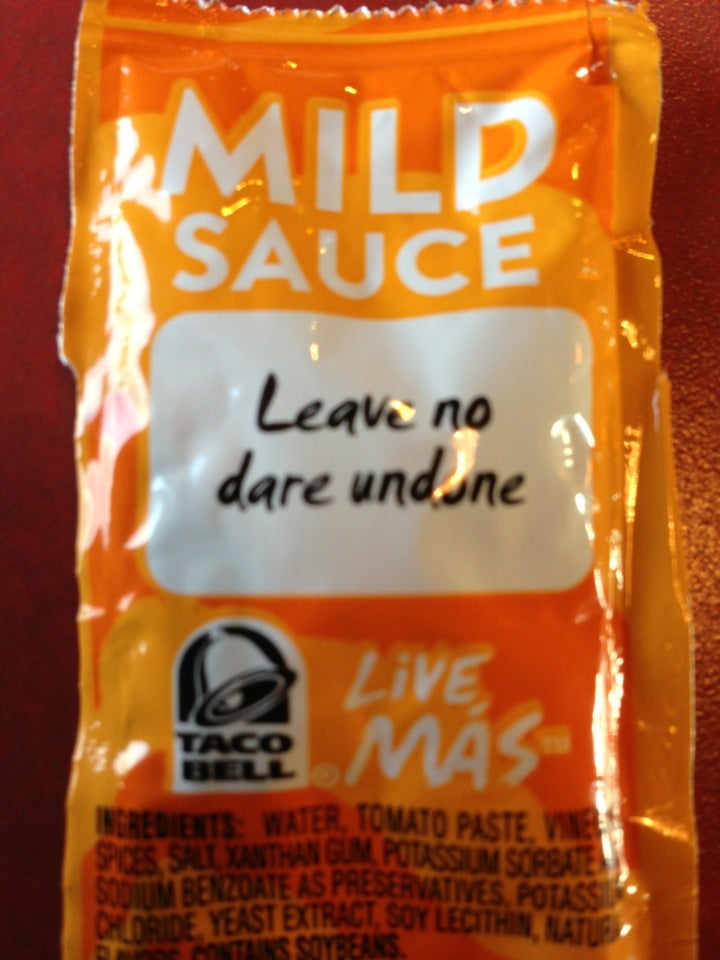 MILD
SAUCE
Leave no
dare undone
TACO
BELL®
LiVE
MÁS™
INGREDIENTS: WATER, TOMATO PASTE,
SPICES, SALT, XANTHAN GUM, POTASSIUM SORBATE
SODIUM BENZOATE AS PRESERVATIVES,
CHLORIDE, YEAST EXTRACT, SOY LECITHIN,
CONTAINS SOYBEANS.